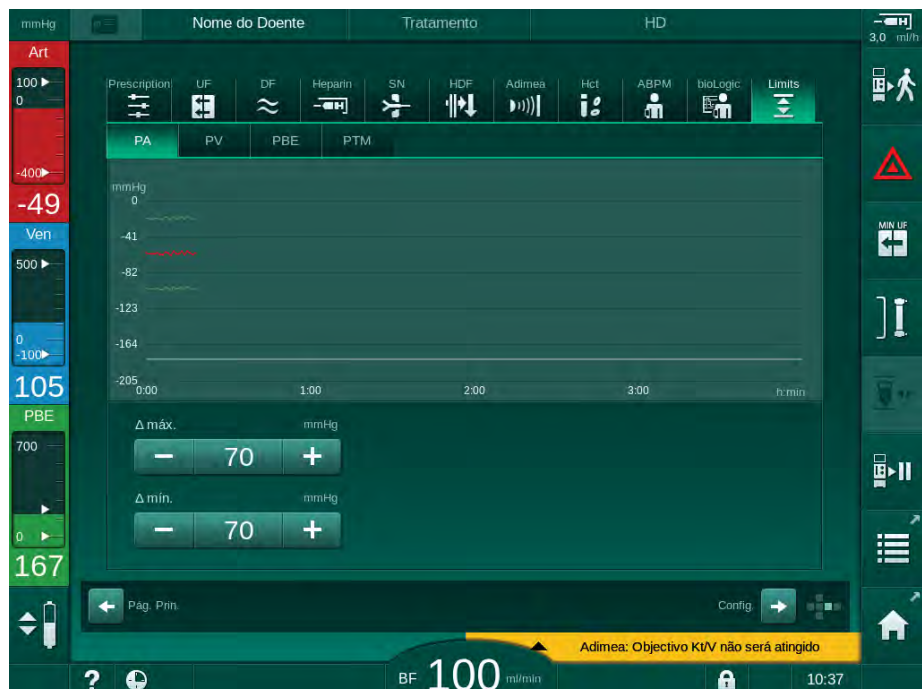 mmHg Nome do Doente Tratamento HD 3,0 ml/h
Art
100
0
-400
-49
Ven
500
0
-100
105
PBE
700
0
167
Prescription UF DF Heparin SN HDF Adimea Hct ABPM bioLogic Limits
PA PV PBE PTM
mmHg
0
-41
-82
-123
-164
-205
0:00 1:00 2:00 3:00 h:min
Δ máx. mmHg
− 70 +
Δ mín. mmHg
− 70 +
MIN UF
Pág. Prin. Config.
Adimea: Objectivo Kt/V não será atingido
? BF 100 ml/min 10:37